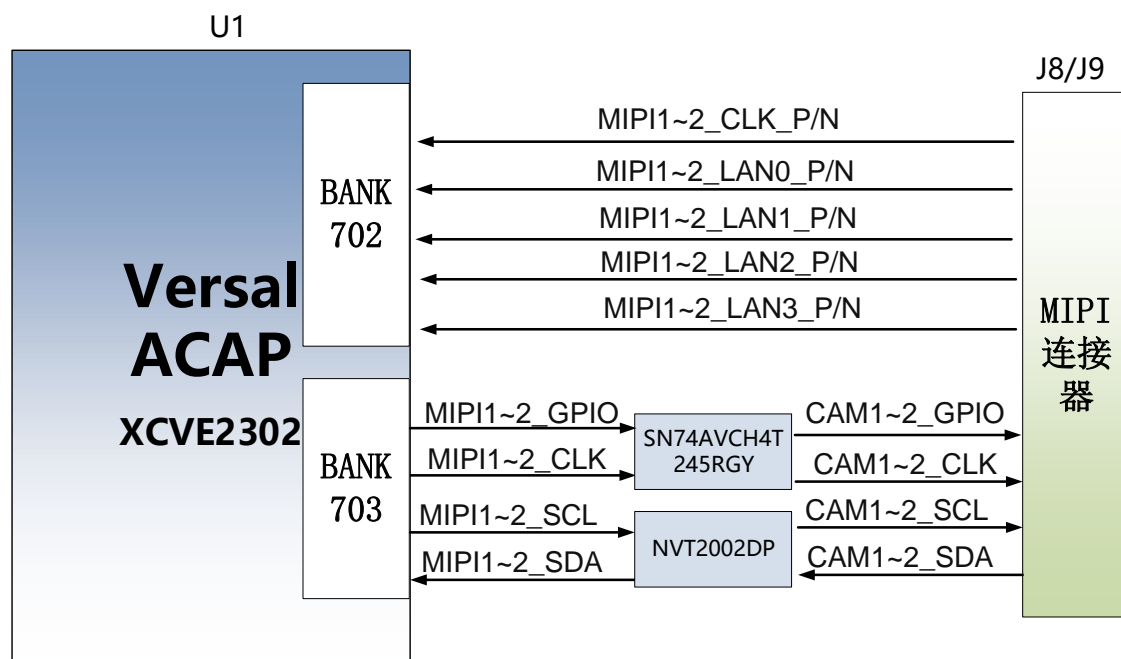 U1
J8/J9
MIPI1~2_CLK_P/N
MIPI1~2_LAN0_P/N
BANK
702
MIPI1~2_LAN1_P/N
MIPI1~2_LAN2_P/N
Versal
ACAP
XCVE2302
MIPI1~2_LAN3_P/N
MIPI
连接
器
BANK
703
MIPI1~2_GPIO
MIPI1~2_CLK
SN74AVCH4T
245RGY
CAM1~2_GPIO
CAM1~2_CLK
MIPI1~2_SCL
MIPI1~2_SDA
NVT2002DP
CAM1~2_SCL
CAM1~2_SDA